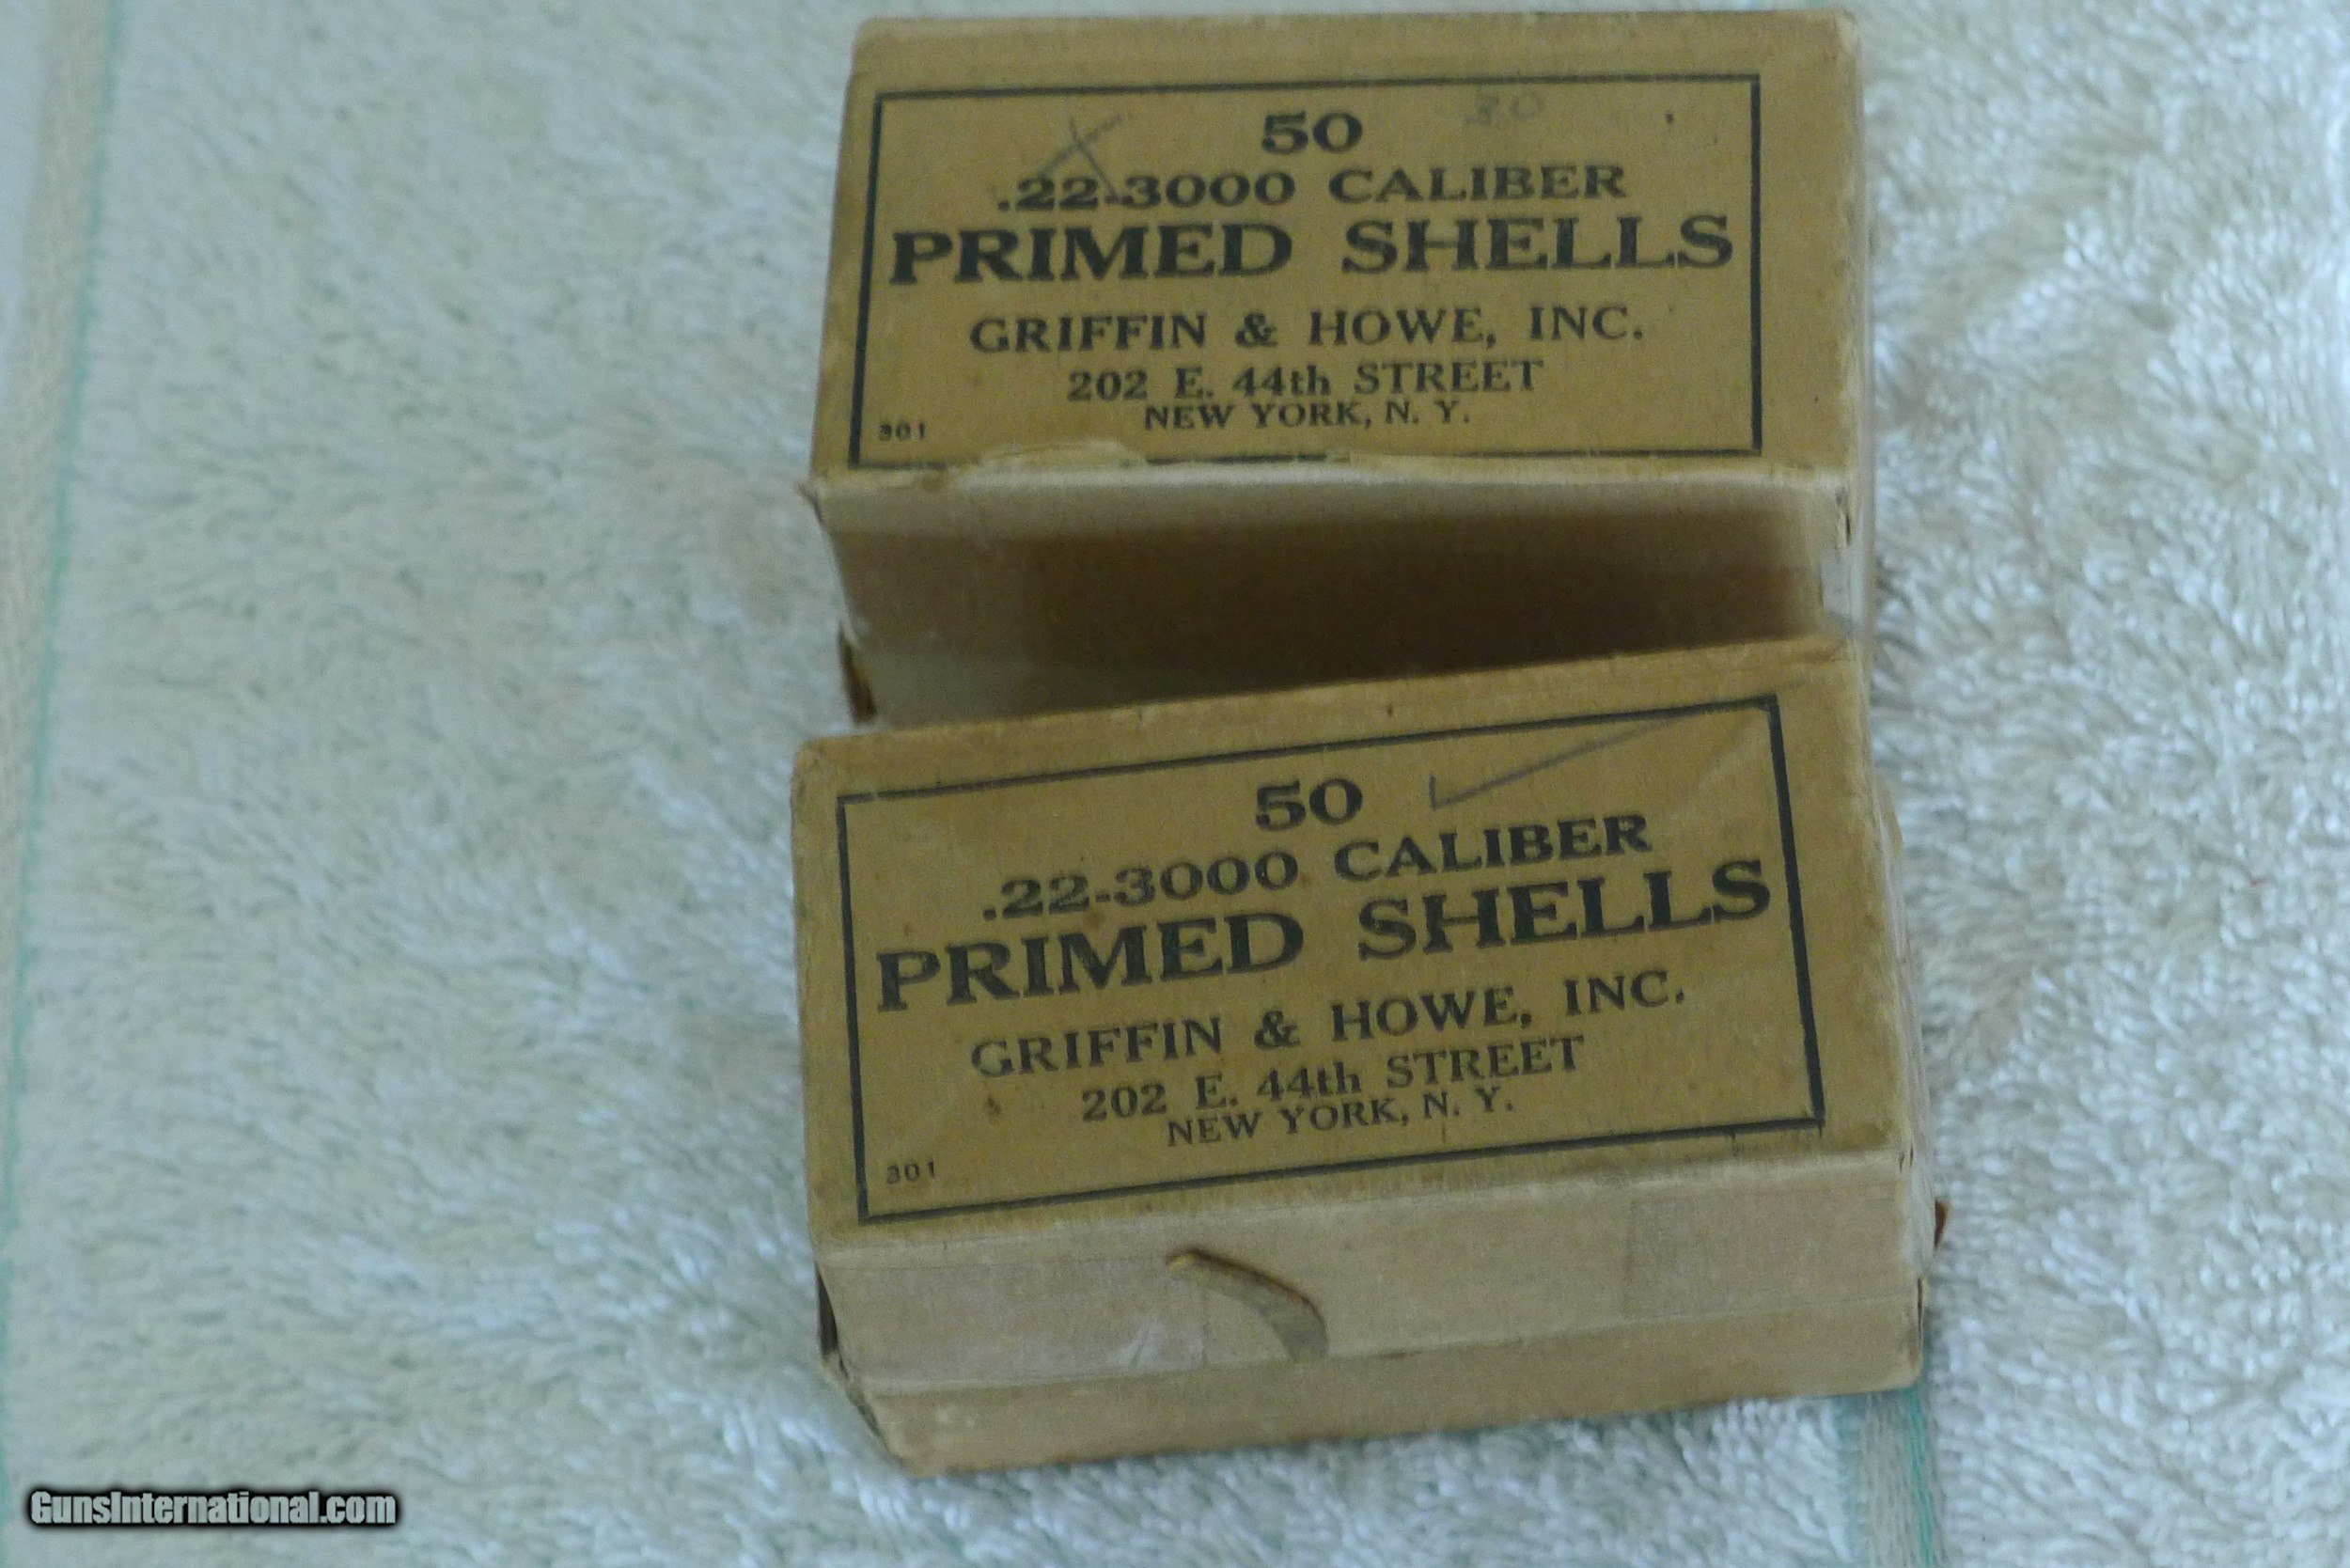 50
30
.22-3000 CALIBER
PRIMED SHELLS
GRIFFIN & HOWE, INC.
202 E. 44th STREET
NEW YORK, N. Y.
301
50
.22-3000 CALIBER
PRIMED SHELLS
GRIFFIN & HOWE, INC.
202 E. 44th STREET
NEW YORK, N. Y.
301
GunsInternational.com